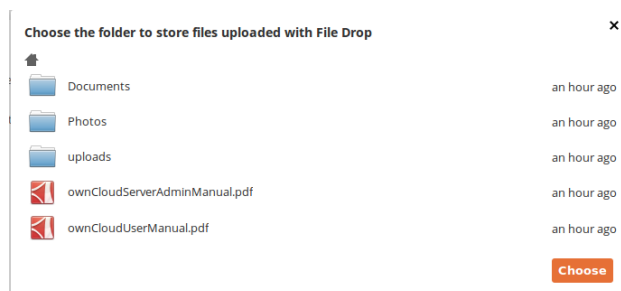 Choose the folder to store files uploaded with File Drop
Documents an hour ago
Photos an hour ago
uploads an hour ago
ownCloudServerAdminManual.pdf an hour ago
ownCloudUserManual.pdf an hour ago
Choose